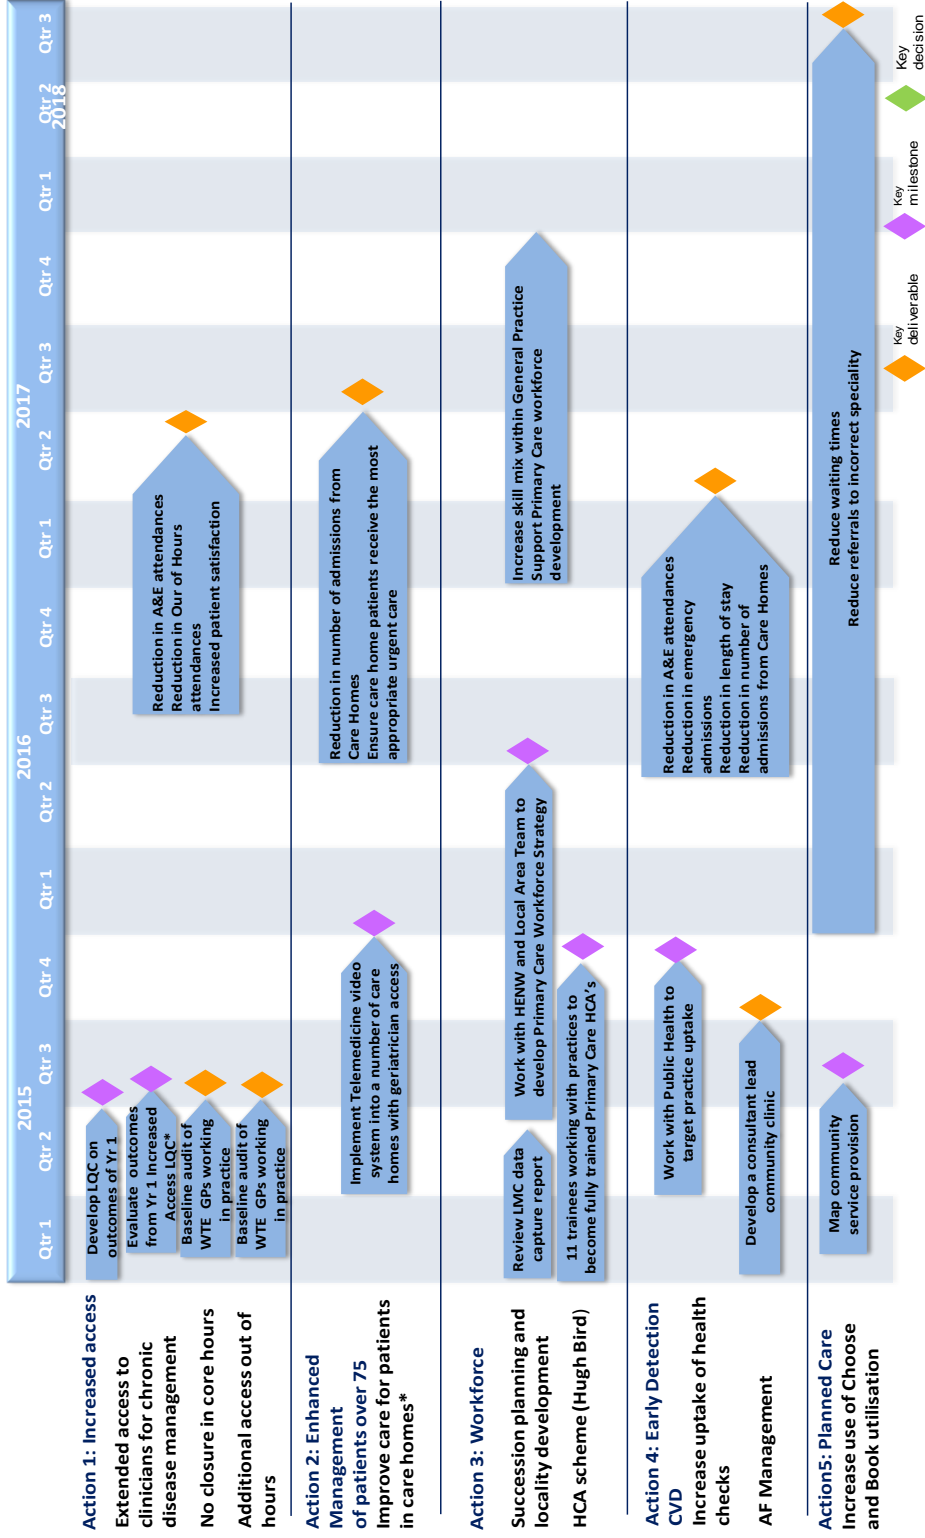 2015
2016
2017
2018
Qtr 1
Qtr 2
Qtr 3
Qtr 4
Qtr 1
Qtr 2
Qtr 3
Qtr 4
Qtr 1
Qtr 2
Qtr 3
Qtr 4
Qtr 1
Qtr 2
Qtr 3
Action 1: Increased access
Extended access to
clinicians for chronic
disease management
No closure in core hours
Additional access out of
hours
Develop LQC on
outcomes of Yr 1
Evaluate outcomes
from Yr 1 Increased
Access LQC*
Baseline audit of
WTE GPs working
in practice
Baseline audit of
WTE GPs working
in practice
Reduction in A&E attendances
Reduction in Our of Hours
attendances
Increased patient satisfaction
Action 2: Enhanced
Management
of patients over 75
Improve care for patients
in care homes*
Implement Telemedicine video
system into a number of care
homes with geriatrician access
Reduction in number of admissions from
Care Homes
Ensure care home patients receive the most
appropriate urgent care
Action 3: Workforce
Succession planning and
locality development
HCA scheme (Hugh Bird)
Review LMC data
capture report
Work with HENW and Local Area Team to
develop Primary Care Workforce Strategy
11 trainees working with practices to
become fully trained Primary Care HCA's
Increase skill mix within General Practice
Support Primary Care workforce
development
Action 4: Early Detection
CVD
Increase uptake of health
checks
AF Management
Work with Public Health to
target practice uptake
Develop a consultant lead
community clinic
Reduction in A&E attendances
Reduction in emergency
admissions
Reduction in length of stay
Reduction in number of
admissions from Care Homes
Action5: Planned Care
Increase use of Choose
and Book utilisation
Map community
service provision
Reduce waiting times
Reduce referrals to incorrect speciality
Key
deliverable
Key
milestone
Key
decision